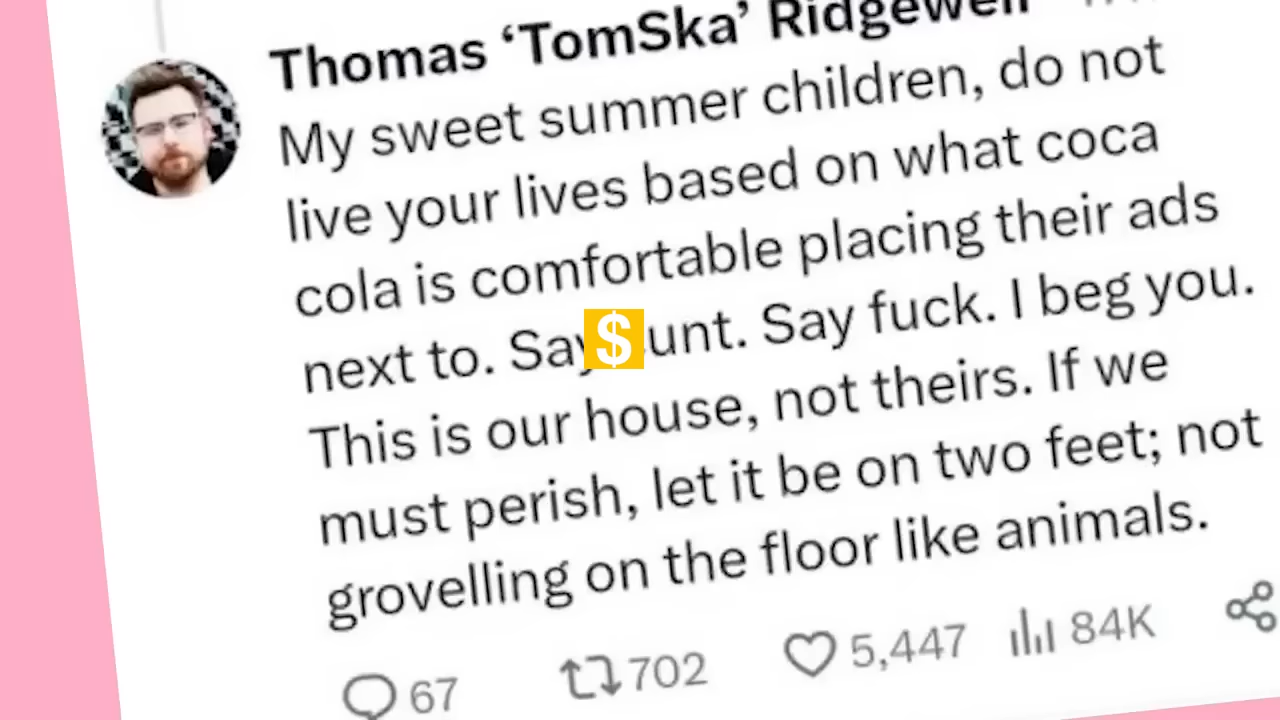 Thomas ‘TomSka’ Ridgewell
My sweet summer children, do not
live your lives based on what coca
cola is comfortable placing their ads
next to. Say $unt. Say fuck. I beg you.
This is our house, not theirs. If we
must perish, let it be on two feet; not
grovelling on the floor like animals.
67 702 5,447 84K